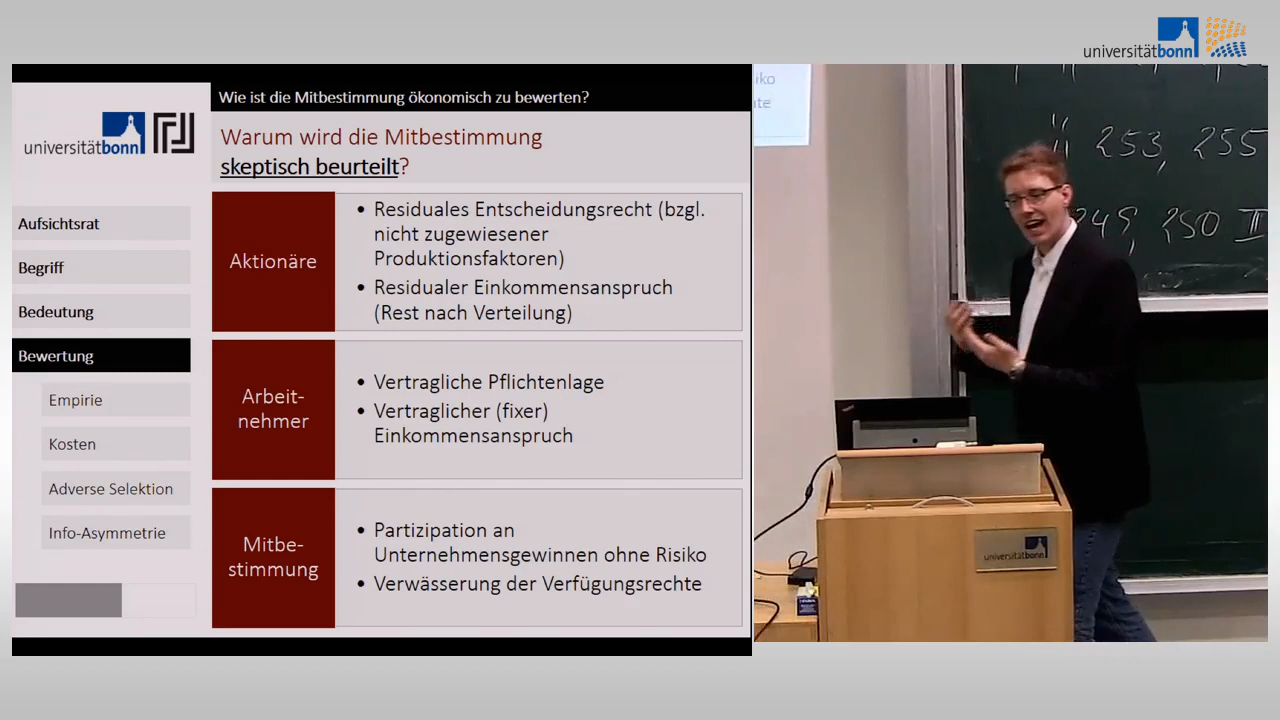 universitätbonn
Wie ist die Mitbestimmung ökonomisch zu bewerten?
universitätbonn
Warum wird die Mitbestimmung
skeptisch beurteilt?
Aufsichtsrat
Begriff
Bedeutung
Bewertung
Empirie
Kosten
Adverse Selektion
Info-Asymmetrie
Aktionäre
• Residuales Entscheidungsrecht (bzgl.
nicht zugewiesener
Produktionsfaktoren)
• Residualer Einkommensanspruch
(Rest nach Verteilung)
Arbeit-
nehmer
• Vertragliche Pflichtenlage
• Vertraglicher (fixer)
Einkommensanspruch
Mitbe-
stimmung
• Partizipation an
Unternehmensgewinnen ohne Risiko
• Verwässerung der Verfügungsrechte
253, 255
249, 250 II
universitätbonn